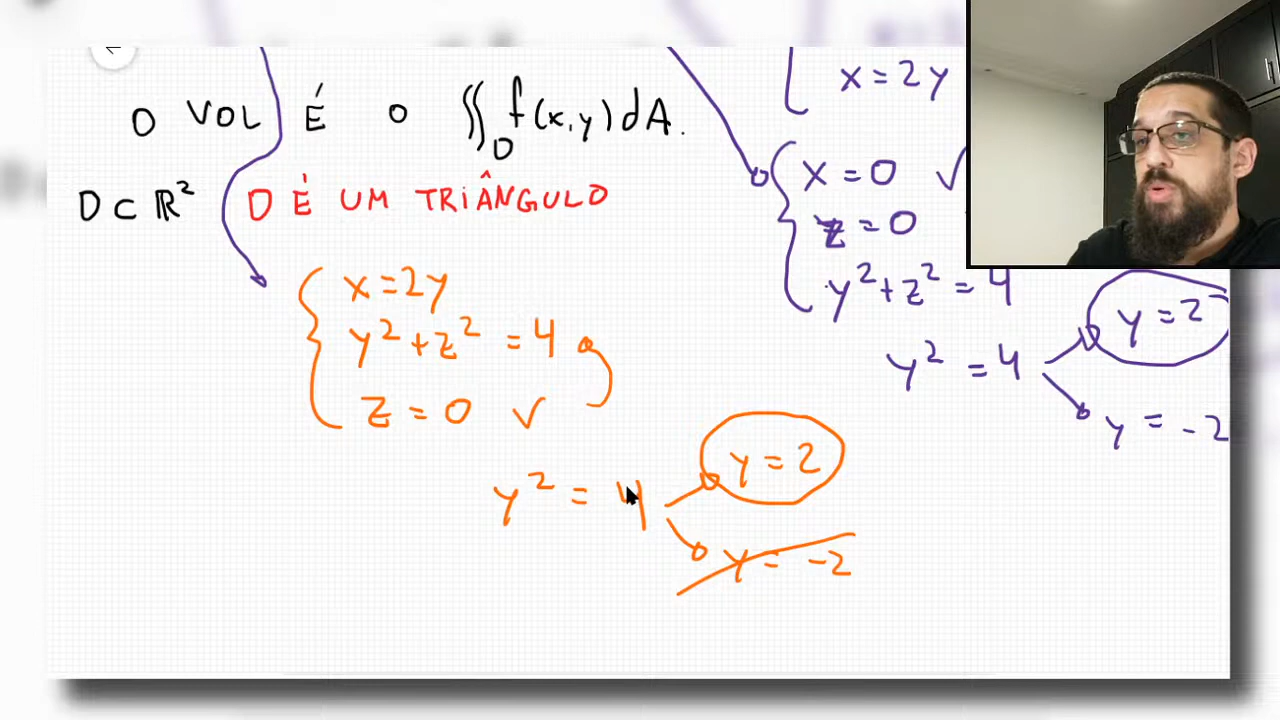 O VOL É O ∬_D f(x,y) dA.
D ⊂ ℝ² D É UM TRIÂNGULO
x = 2y
y² + z² = 4
z = 0 ✓
y² = 4
y = 2
y = -2
x = 2y
x = 0 ✓
z = 0
y² + z² = 4
y² = 4
y = 2
y = -2